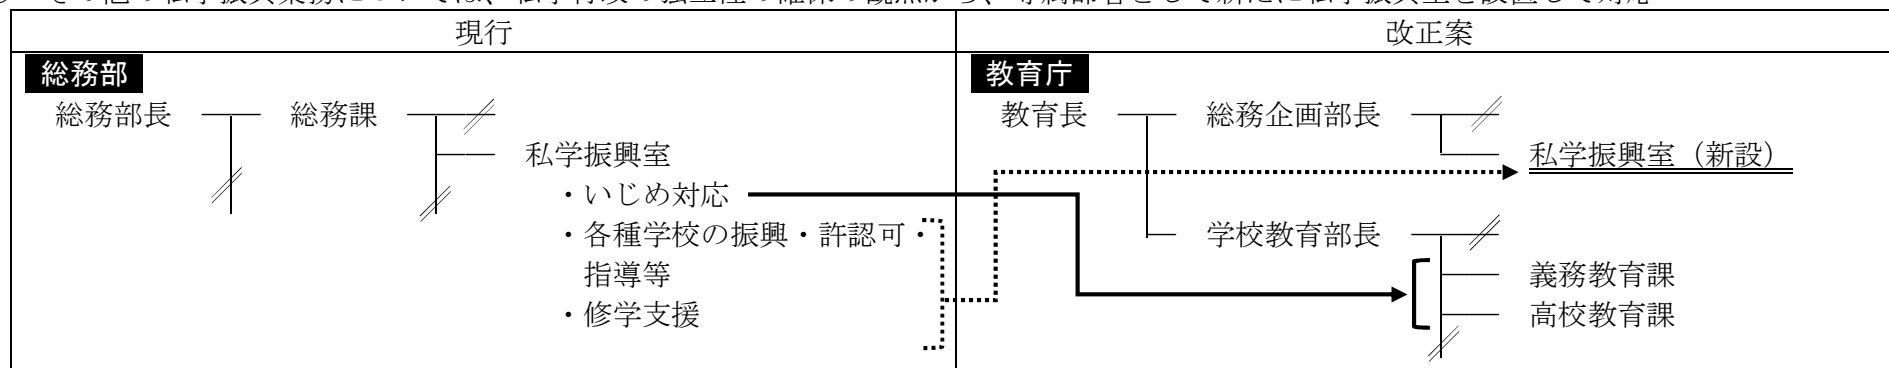 現行
改正案
総務部
総務部長 総務課
私学振興室
・いじめ対応
・各種学校の振興・許認可・
指導等
・修学支援
教育庁
教育長 総務企画部長
私学振興室（新設）
学校教育部長
義務教育課
高校教育課